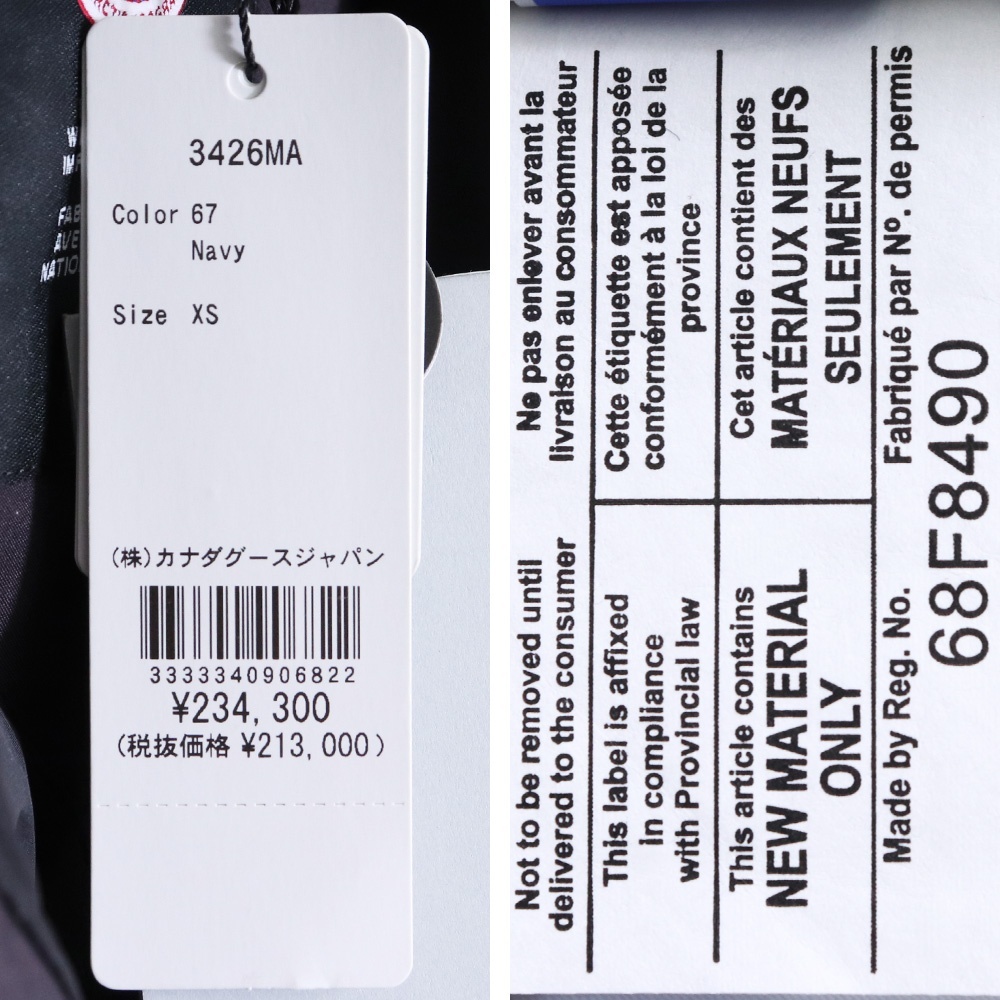 3426MA
Color 67
Navy
Size XS
(株)カナダグースジャパン
3333340906822
¥234,300
(税抜価格 ¥213,000)
Ne pas enlever avant la
livraison au consommateur
Cette étiquette est apposée
conformément à la loi de la
province
Cet article contient des
MATÉRIAUX NEUFS
SEULEMENT
Fabriqué par Nº. de permis
Not to be removed until
delivered to the consumer
This label is affixed
in compliance
with Provincial law
This article contains
NEW MATERIAL
ONLY
Made by Reg. No.
68F8490